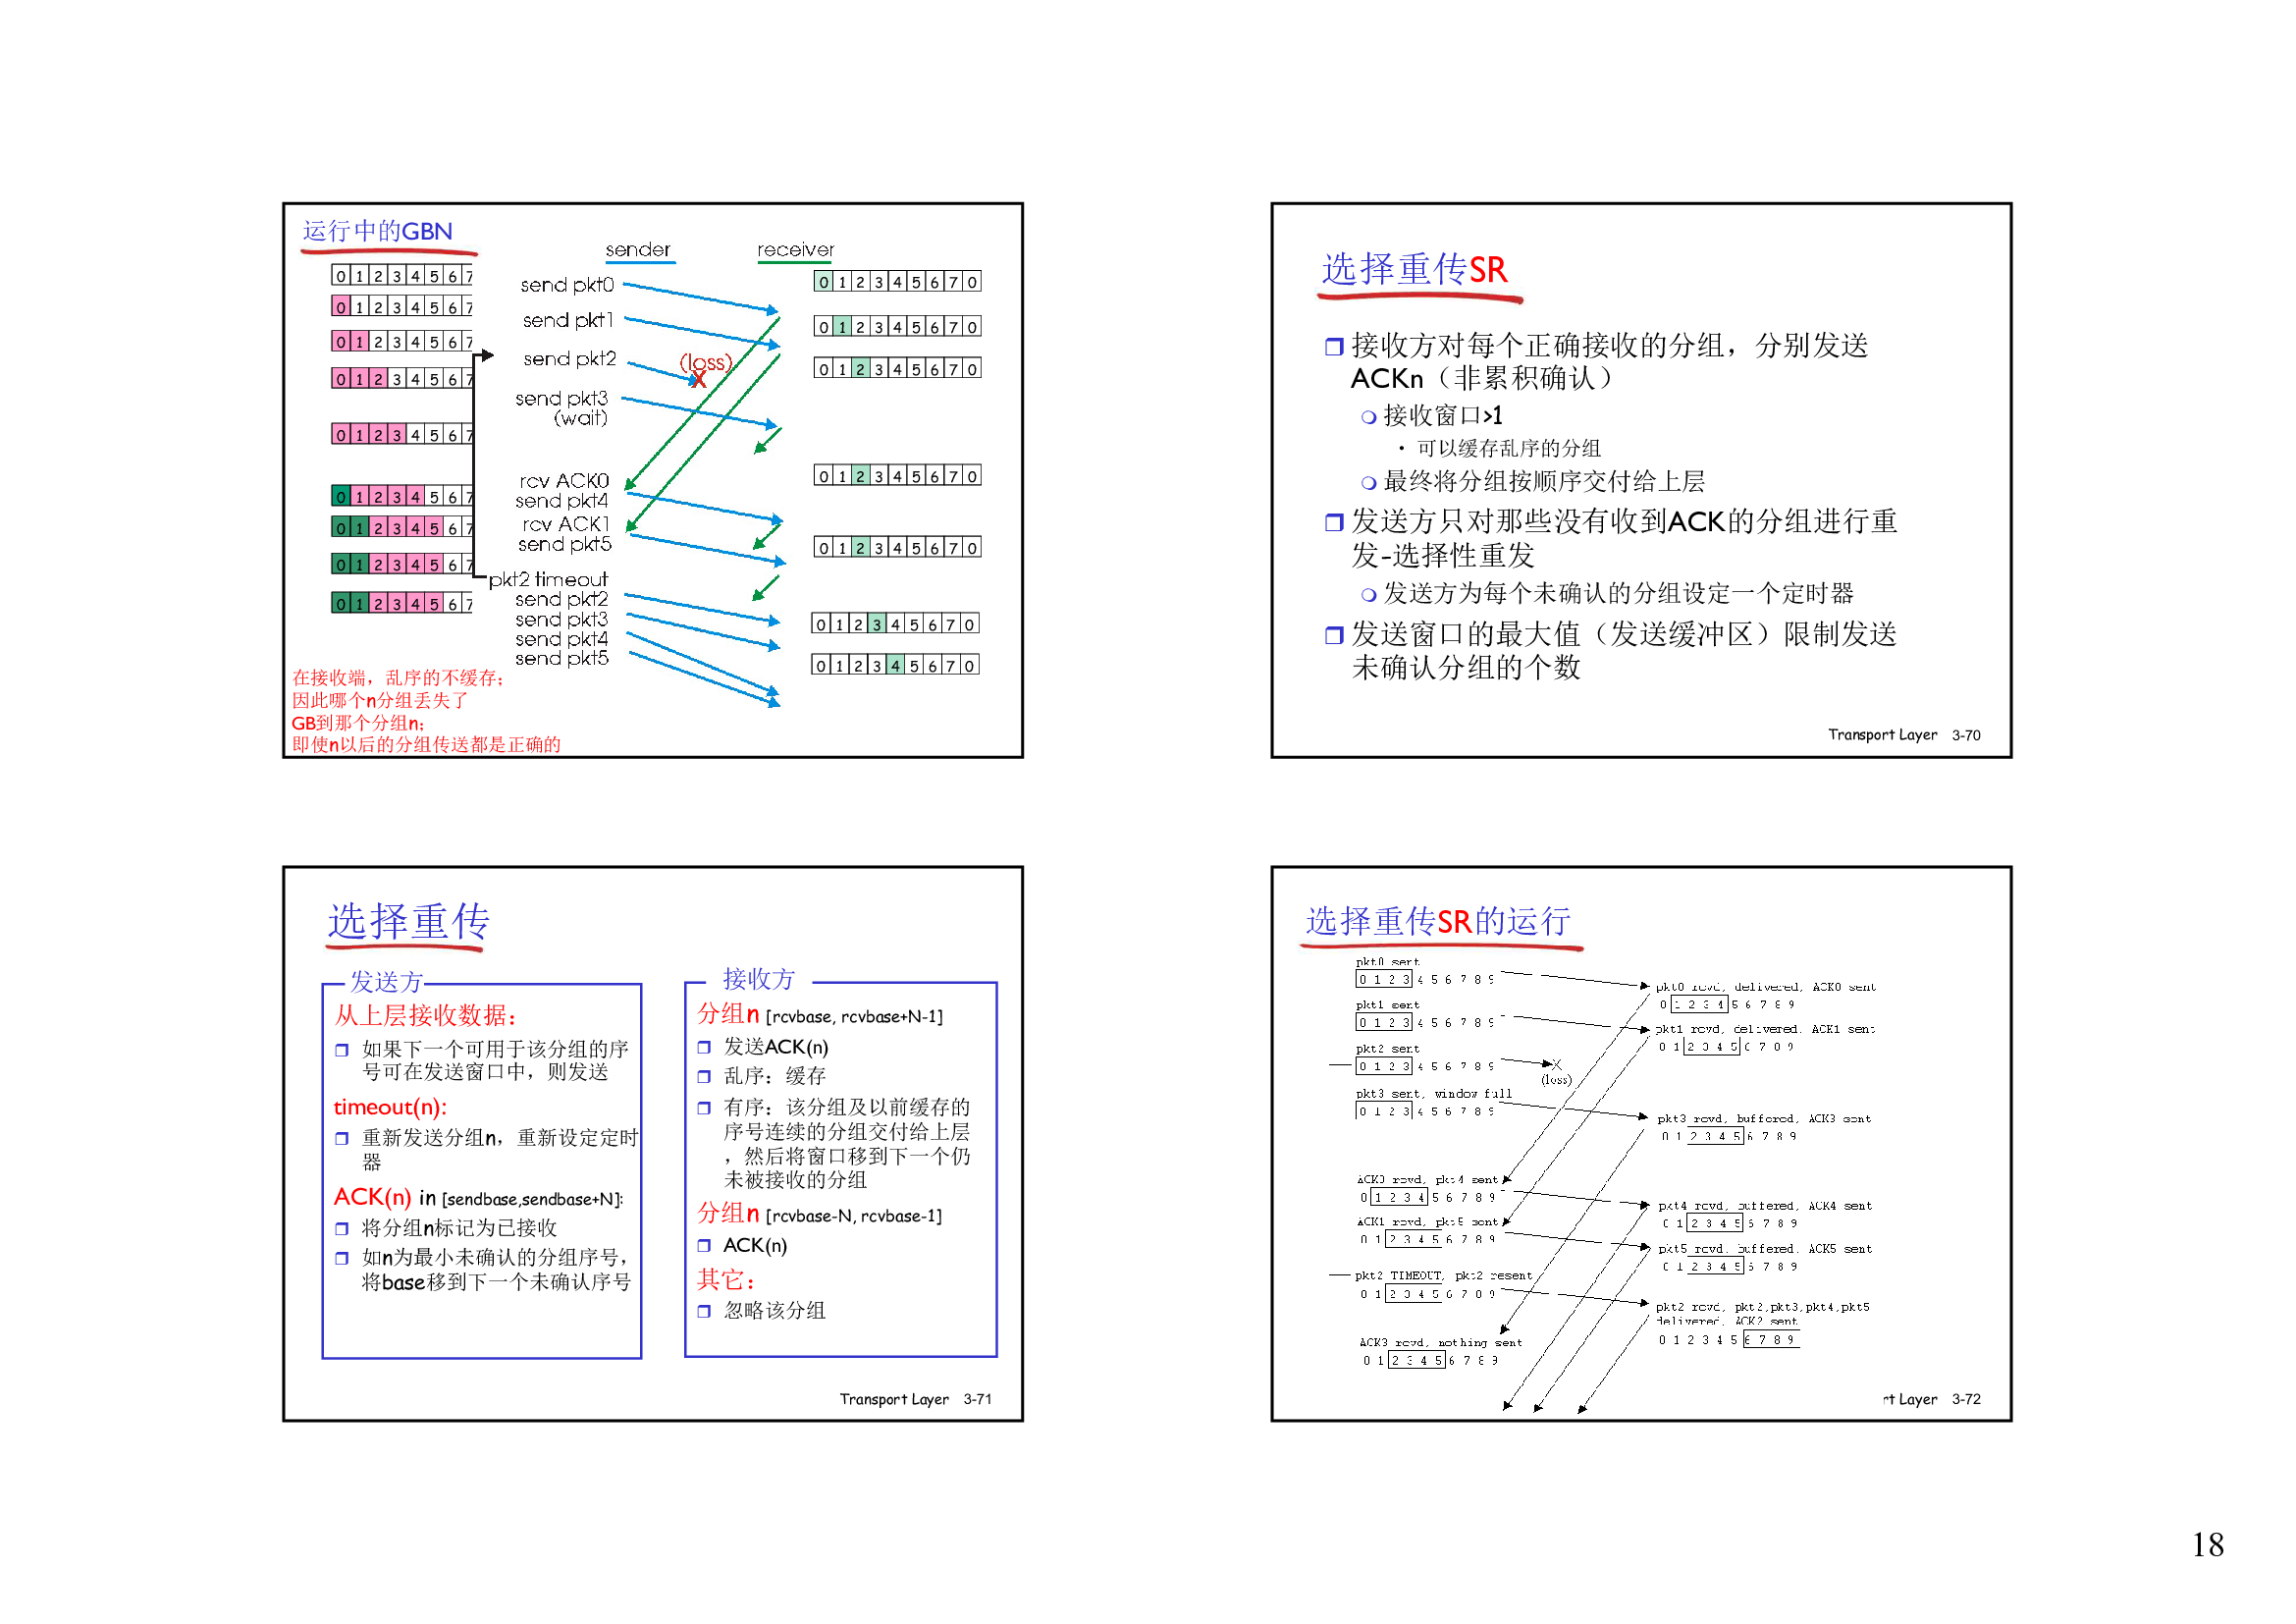 运行中的GBN
sender receiver
0 1 2 3 4 5 6 7
0 1 2 3 4 5 6 7
0 1 2 3 4 5 6 7
0 1 2 3 4 5 6 7
0 1 2 3 4 5 6 7
0 1 2 3 4 5 6 7
0 1 2 3 4 5 6 7
0 1 2 3 4 5 6 7
0 1 2 3 4 5 6 7
send pkt0
send pkt1
send pkt2
(loss)
X
send pkt3
(wait)
rcv ACK0
send pkt4
rcv ACK1
send pkt5
pkt2 timeout
send pkt2
send pkt3
send pkt4
send pkt5
0 1 2 3 4 5 6 7 0
0 1 2 3 4 5 6 7 0
0 1 2 3 4 5 6 7 0
0 1 2 3 4 5 6 7 0
0 1 2 3 4 5 6 7 0
0 1 2 3 4 5 6 7 0
0 1 2 3 4 5 6 7 0
在接收端，乱序的不缓存；
因此哪个n分组丢失了
GB到那个分组n；
即使n以后的分组传送都是正确的
选择重传SR
接收方对每个正确接收的分组，分别发送
ACKn（非累积确认）
接收窗口>1
• 可以缓存乱序的分组
最终将分组按顺序交付给上层
发送方只对那些没有收到ACK的分组进行重
发-选择性重发
发送方为每个未确认的分组设定一个定时器
发送窗口的最大值（发送缓冲区）限制发送
未确认分组的个数
Transport Layer 3-70
选择重传
发送方
从上层接收数据：
如果下一个可用于该分组的序
号可在发送窗口中，则发送
timeout(n):
重新发送分组n，重新设定定时
器
ACK(n) in [sendbase,sendbase+N]:
将分组n标记为已接收
如n为最小未确认的分组序号，
将base移到下一个未确认序号
接收方
分组n [rcvbase, rcvbase+N-1]
发送ACK(n)
乱序：缓存
有序：该分组及以前缓存的
序号连续的分组交付给上层
，然后将窗口移到下一个仍
未被接收的分组
分组n [rcvbase-N, rcvbase-1]
ACK(n)
其它：
忽略该分组
Transport Layer 3-71
选择重传SR的运行
pkt0 sent
0 1 2 3 4 5 6 7 8 9
pkt1 sent
0 1 2 3 4 5 6 7 8 9
pkt2 sent
0 1 2 3 4 5 6 7 8 9
X
(loss)
pkt3 sent, window full
0 1 2 3 4 5 6 7 8 9
ACK0 rcvd, pkt4 sent
0 1 2 3 4 5 6 7 8 9
ACK1 rcvd, pkt5 sent
0 1 2 3 4 5 6 7 8 9
pkt2 TIMEOUT, pkt2 resent
0 1 2 3 4 5 6 7 8 9
ACK3 rcvd, nothing sent
0 1 2 3 4 5 6 7 8 9
pkt0 rcvd, delivered, ACK0 sent
0 1 2 3 4 5 6 7 8 9
pkt1 rcvd, delivered, ACK1 sent
0 1 2 3 4 5 6 7 8 9
pkt3 rcvd, buffered, ACK3 sent
0 1 2 3 4 5 6 7 8 9
pkt4 rcvd, buffered, ACK4 sent
0 1 2 3 4 5 6 7 8 9
pkt5 rcvd, buffered, ACK5 sent
0 1 2 3 4 5 6 7 8 9
pkt2 rcvd, pkt2,pkt3,pkt4,pkt5
delivered, ACK2 sent
0 1 2 3 4 5 6 7 8 9
rt Layer 3-72
18